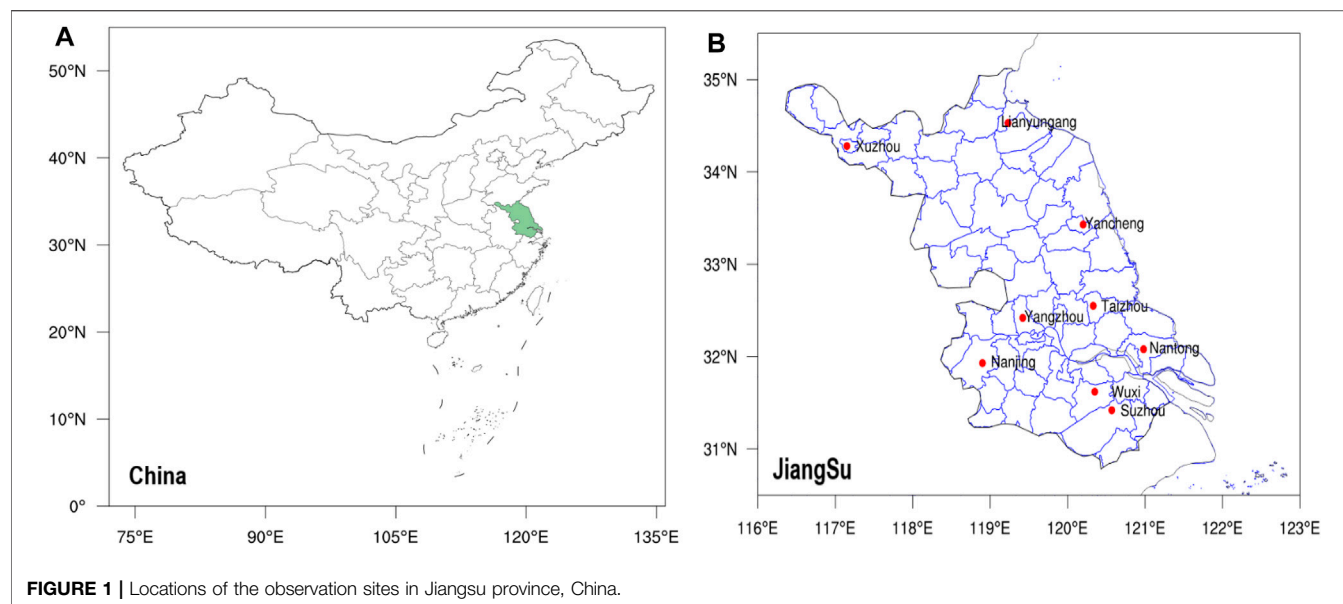 A
50°N
40°N
30°N
20°N
10°N
0°
China
75°E 90°E 105°E 120°E 135°E
B
35°N
34°N
33°N
32°N
31°N
Lianyungang
Xuzhou
Yancheng
Taizhou
Yangzhou
Nantong
Nanjing
Wuxi
Suzhou
JiangSu
116°E 117°E 118°E 119°E 120°E 121°E 122°E 123°E
FIGURE 1 | Locations of the observation sites in Jiangsu province, China.